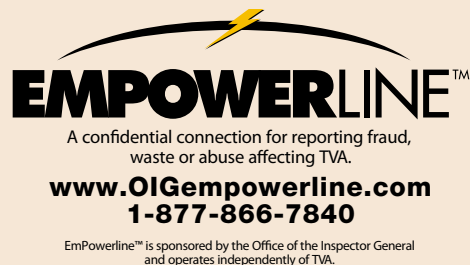 EMPOWERLINE™
A confidential connection for reporting fraud,
waste or abuse affecting TVA.
www.OIGempowerline.com
1-877-866-7840
EmPowerline™ is sponsored by the Office of the Inspector General
and operates independently of TVA.